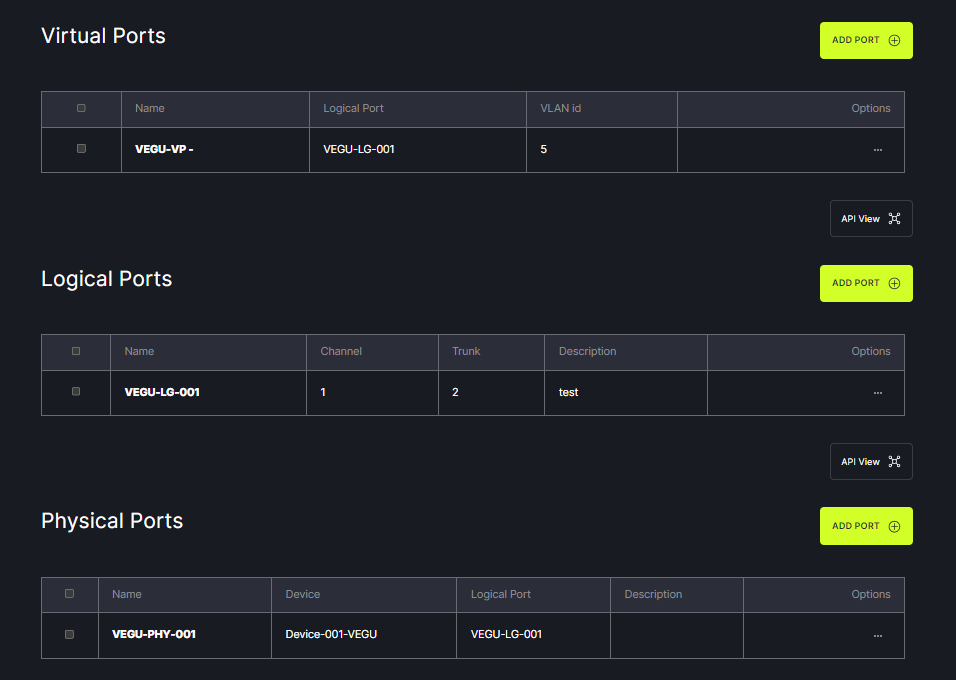 Virtual Ports
ADD PORT
Name Logical Port VLAN id Options
VEGU-VP - VEGU-LG-001 5 ...
API View
Logical Ports
ADD PORT
Name Channel Trunk Description Options
VEGU-LG-001 1 2 test ...
API View
Physical Ports
ADD PORT
Name Device Logical Port Description Options
VEGU-PHY-001 Device-001-VEGU VEGU-LG-001 ...